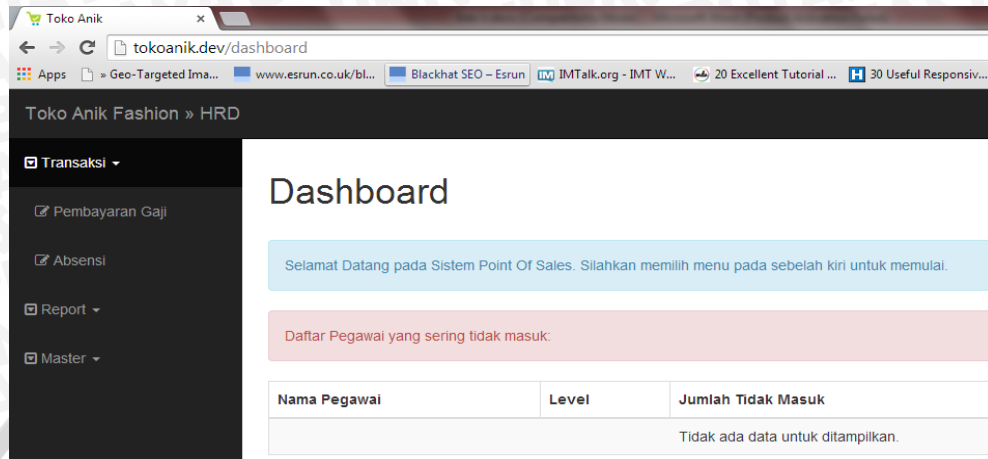 Toko Anik
tokoanik.dev/dashboard
Apps » Geo-Targeted Ima... www.esrun.co.uk/bl... Blackhat SEO – Esrun IMTalk.org - IMT W... 20 Excellent Tutorial ... 30 Useful Responsiv...
Toko Anik Fashion » HRD
Transaksi
Pembayaran Gaji
Absensi
Report
Master
Dashboard
Selamat Datang pada Sistem Point Of Sales. Silahkan memilih menu pada sebelah kiri untuk memulai.
Daftar Pegawai yang sering tidak masuk:
Nama Pegawai Level Jumlah Tidak Masuk
Tidak ada data untuk ditampilkan.